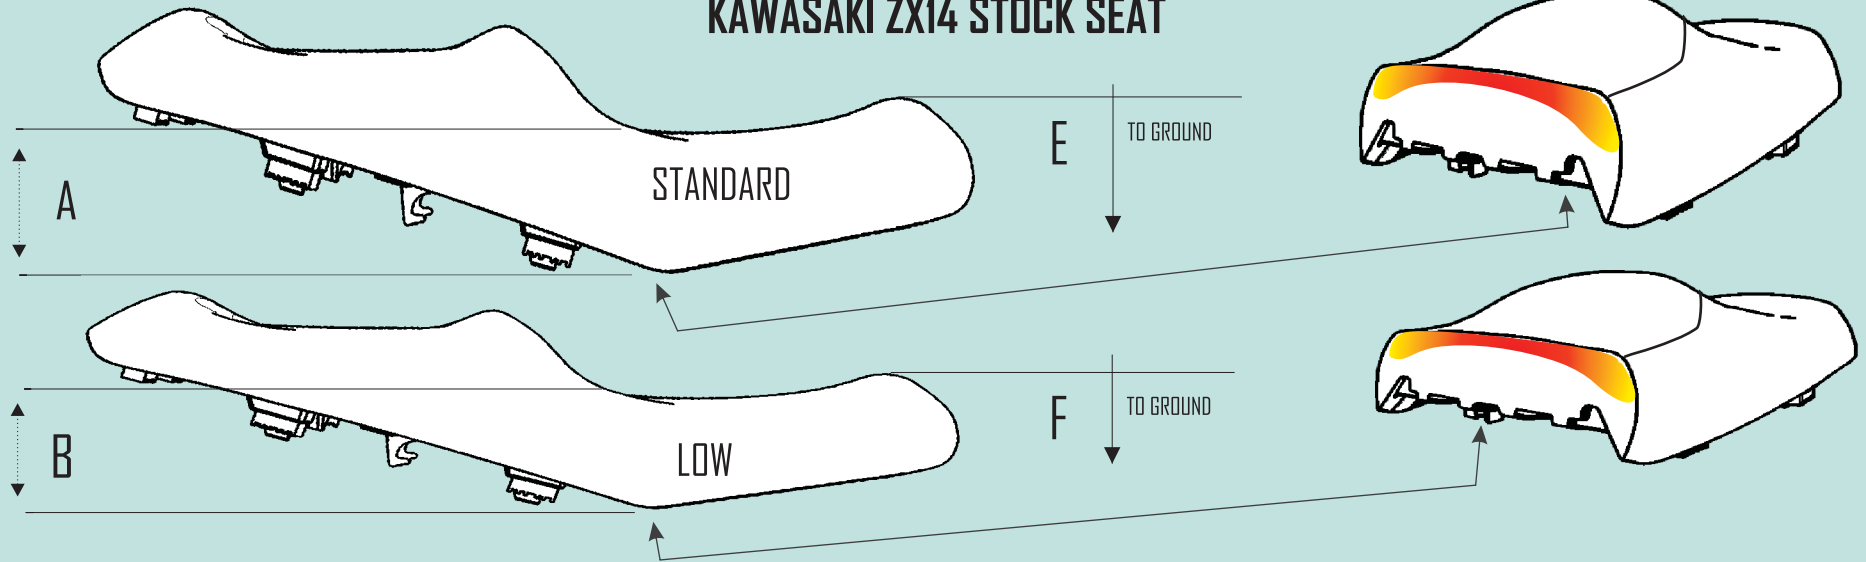 KAWASAKI ZX14 STOCK SEAT
STANDARD
A
E
TO GROUND
LOW
B
F
TO GROUND